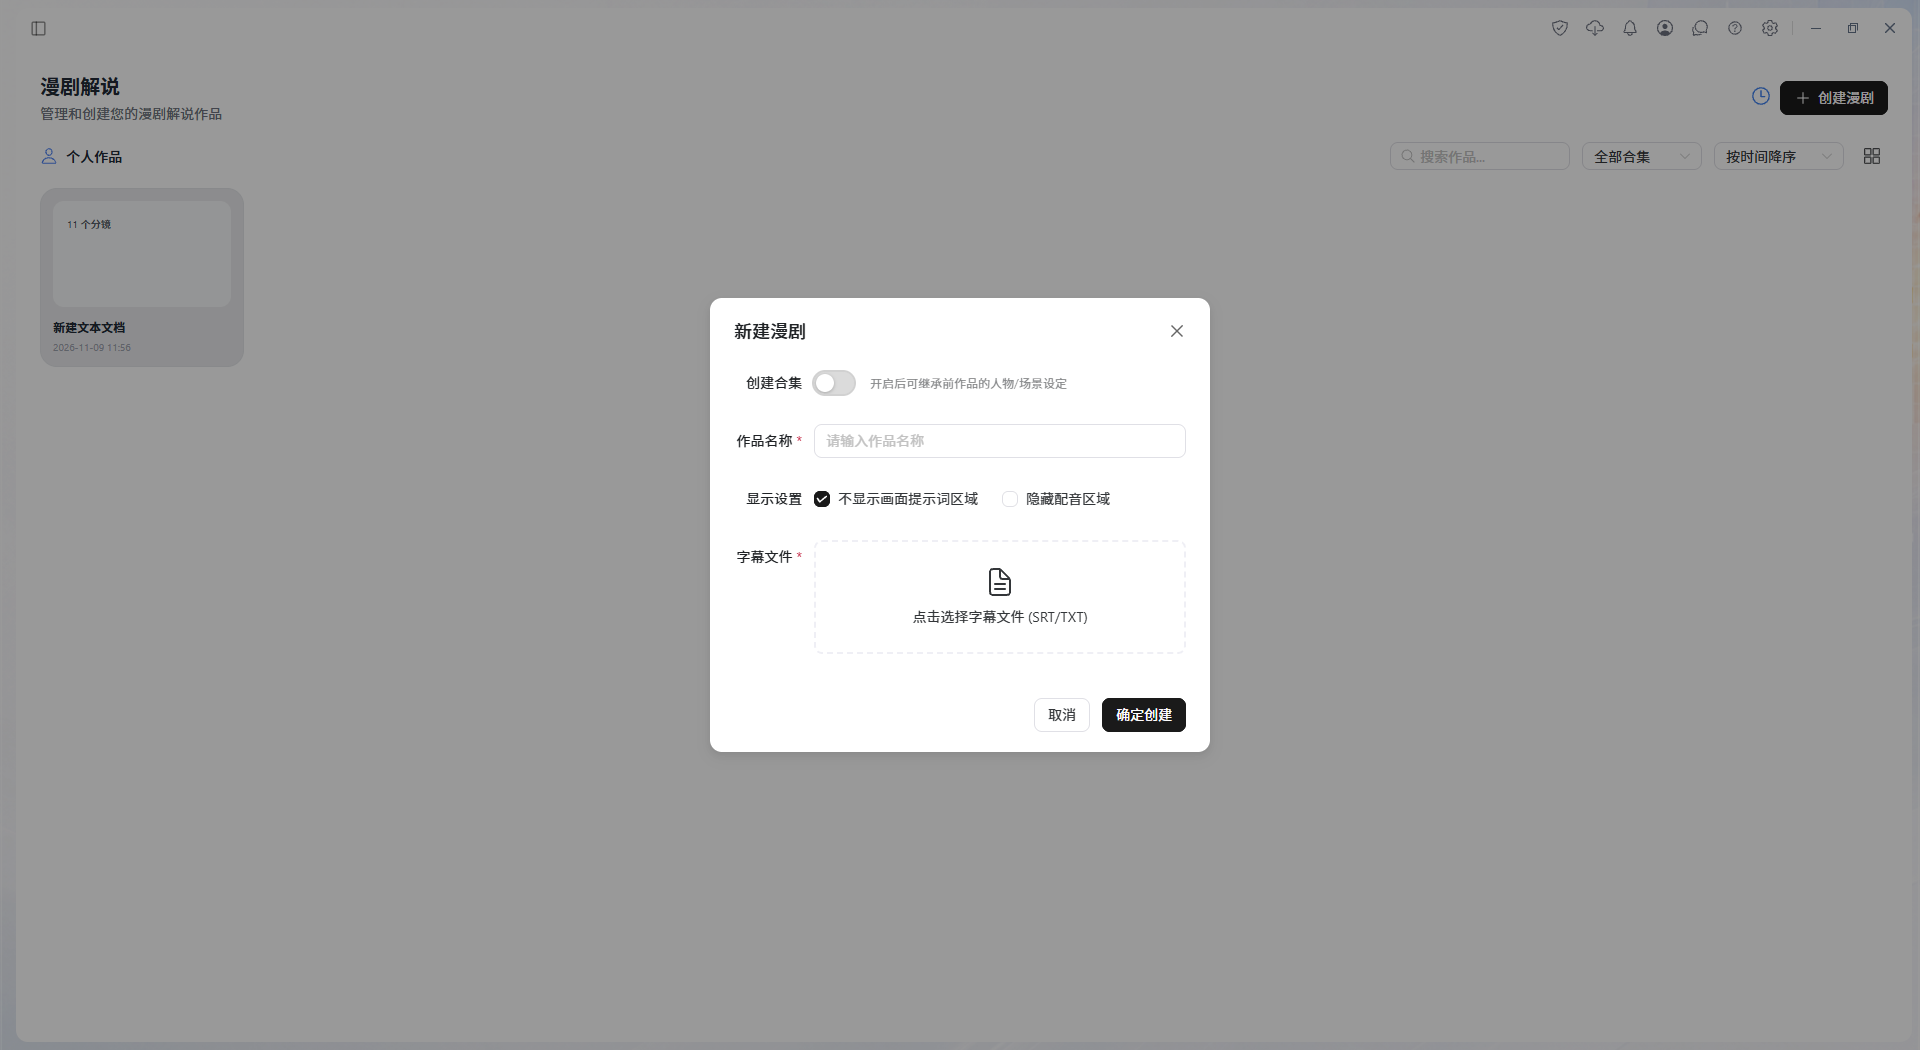 漫剧解说
管理和创建您的漫剧解说作品
创建漫剧
个人作品
搜索作品...
全部合集
按时间降序
11 个分镜
新建文本文档
2026-11-09 11:56
新建漫剧
创建合集
开启后可继承前作品的人物/场景设定
作品名称 *
请输入作品名称
显示设置
不显示画面提示词区域
隐藏配音区域
字幕文件 *
点击选择字幕文件 (SRT/TXT)
取消
确定创建